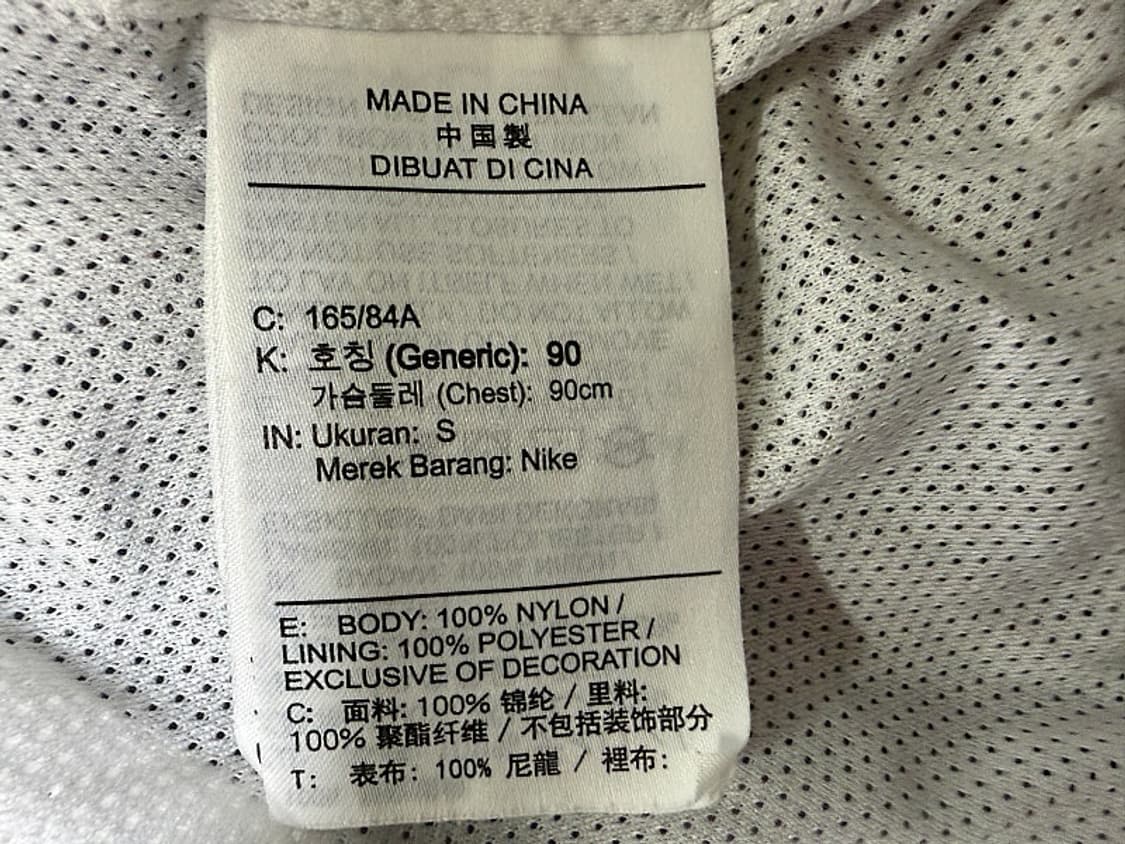 MADE IN CHINA
中国製
DIBUAT DI CINA
C: 165/84A
K: 호칭 (Generic): 90
가슴둘레 (Chest): 90cm
IN: Ukuran: S
Merek Barang: Nike
E: BODY: 100% NYLON /
LINING: 100% POLYESTER /
EXCLUSIVE OF DECORATION
C: 面料: 100% 锦纶 / 里料:
100% 聚酯纤维 / 不包括装饰部分
T: 表布: 100% 尼龍 / 裡布: